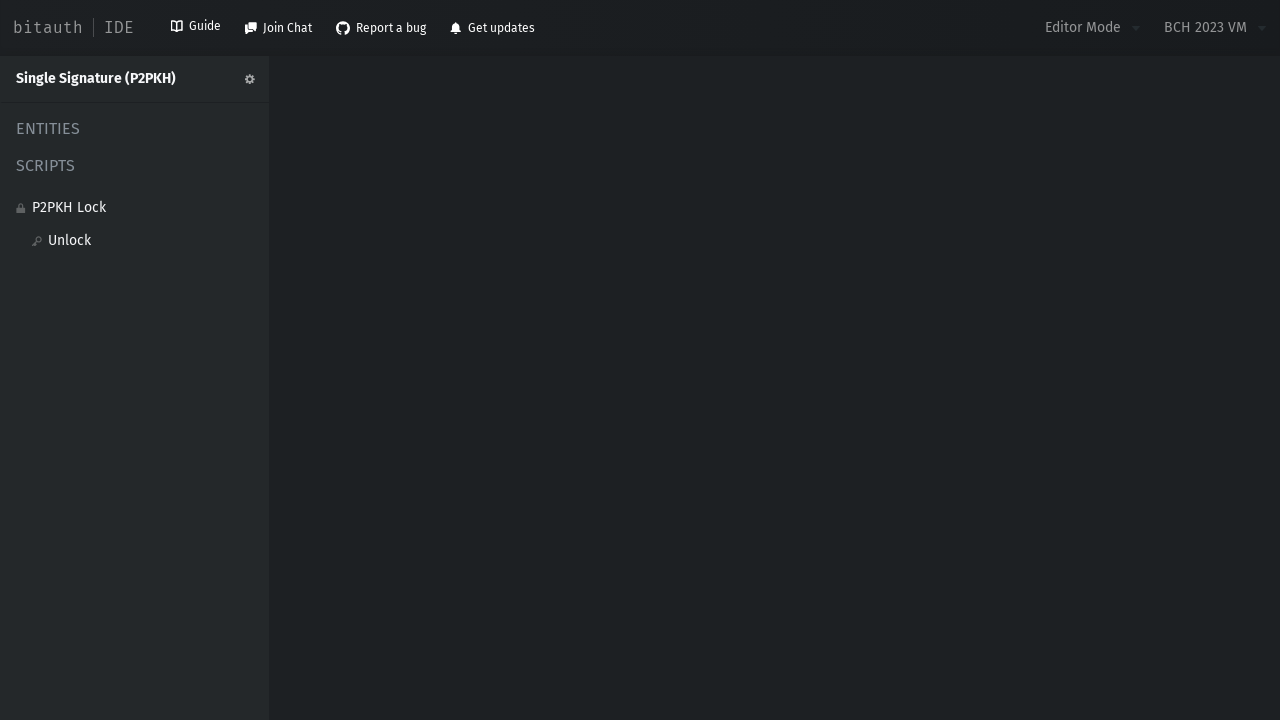 bitauth IDE
Guide
Join Chat
Report a bug
Get updates
Editor Mode
BCH 2023 VM
Single Signature (P2PKH)
ENTITIES
SCRIPTS
P2PKH Lock
Unlock